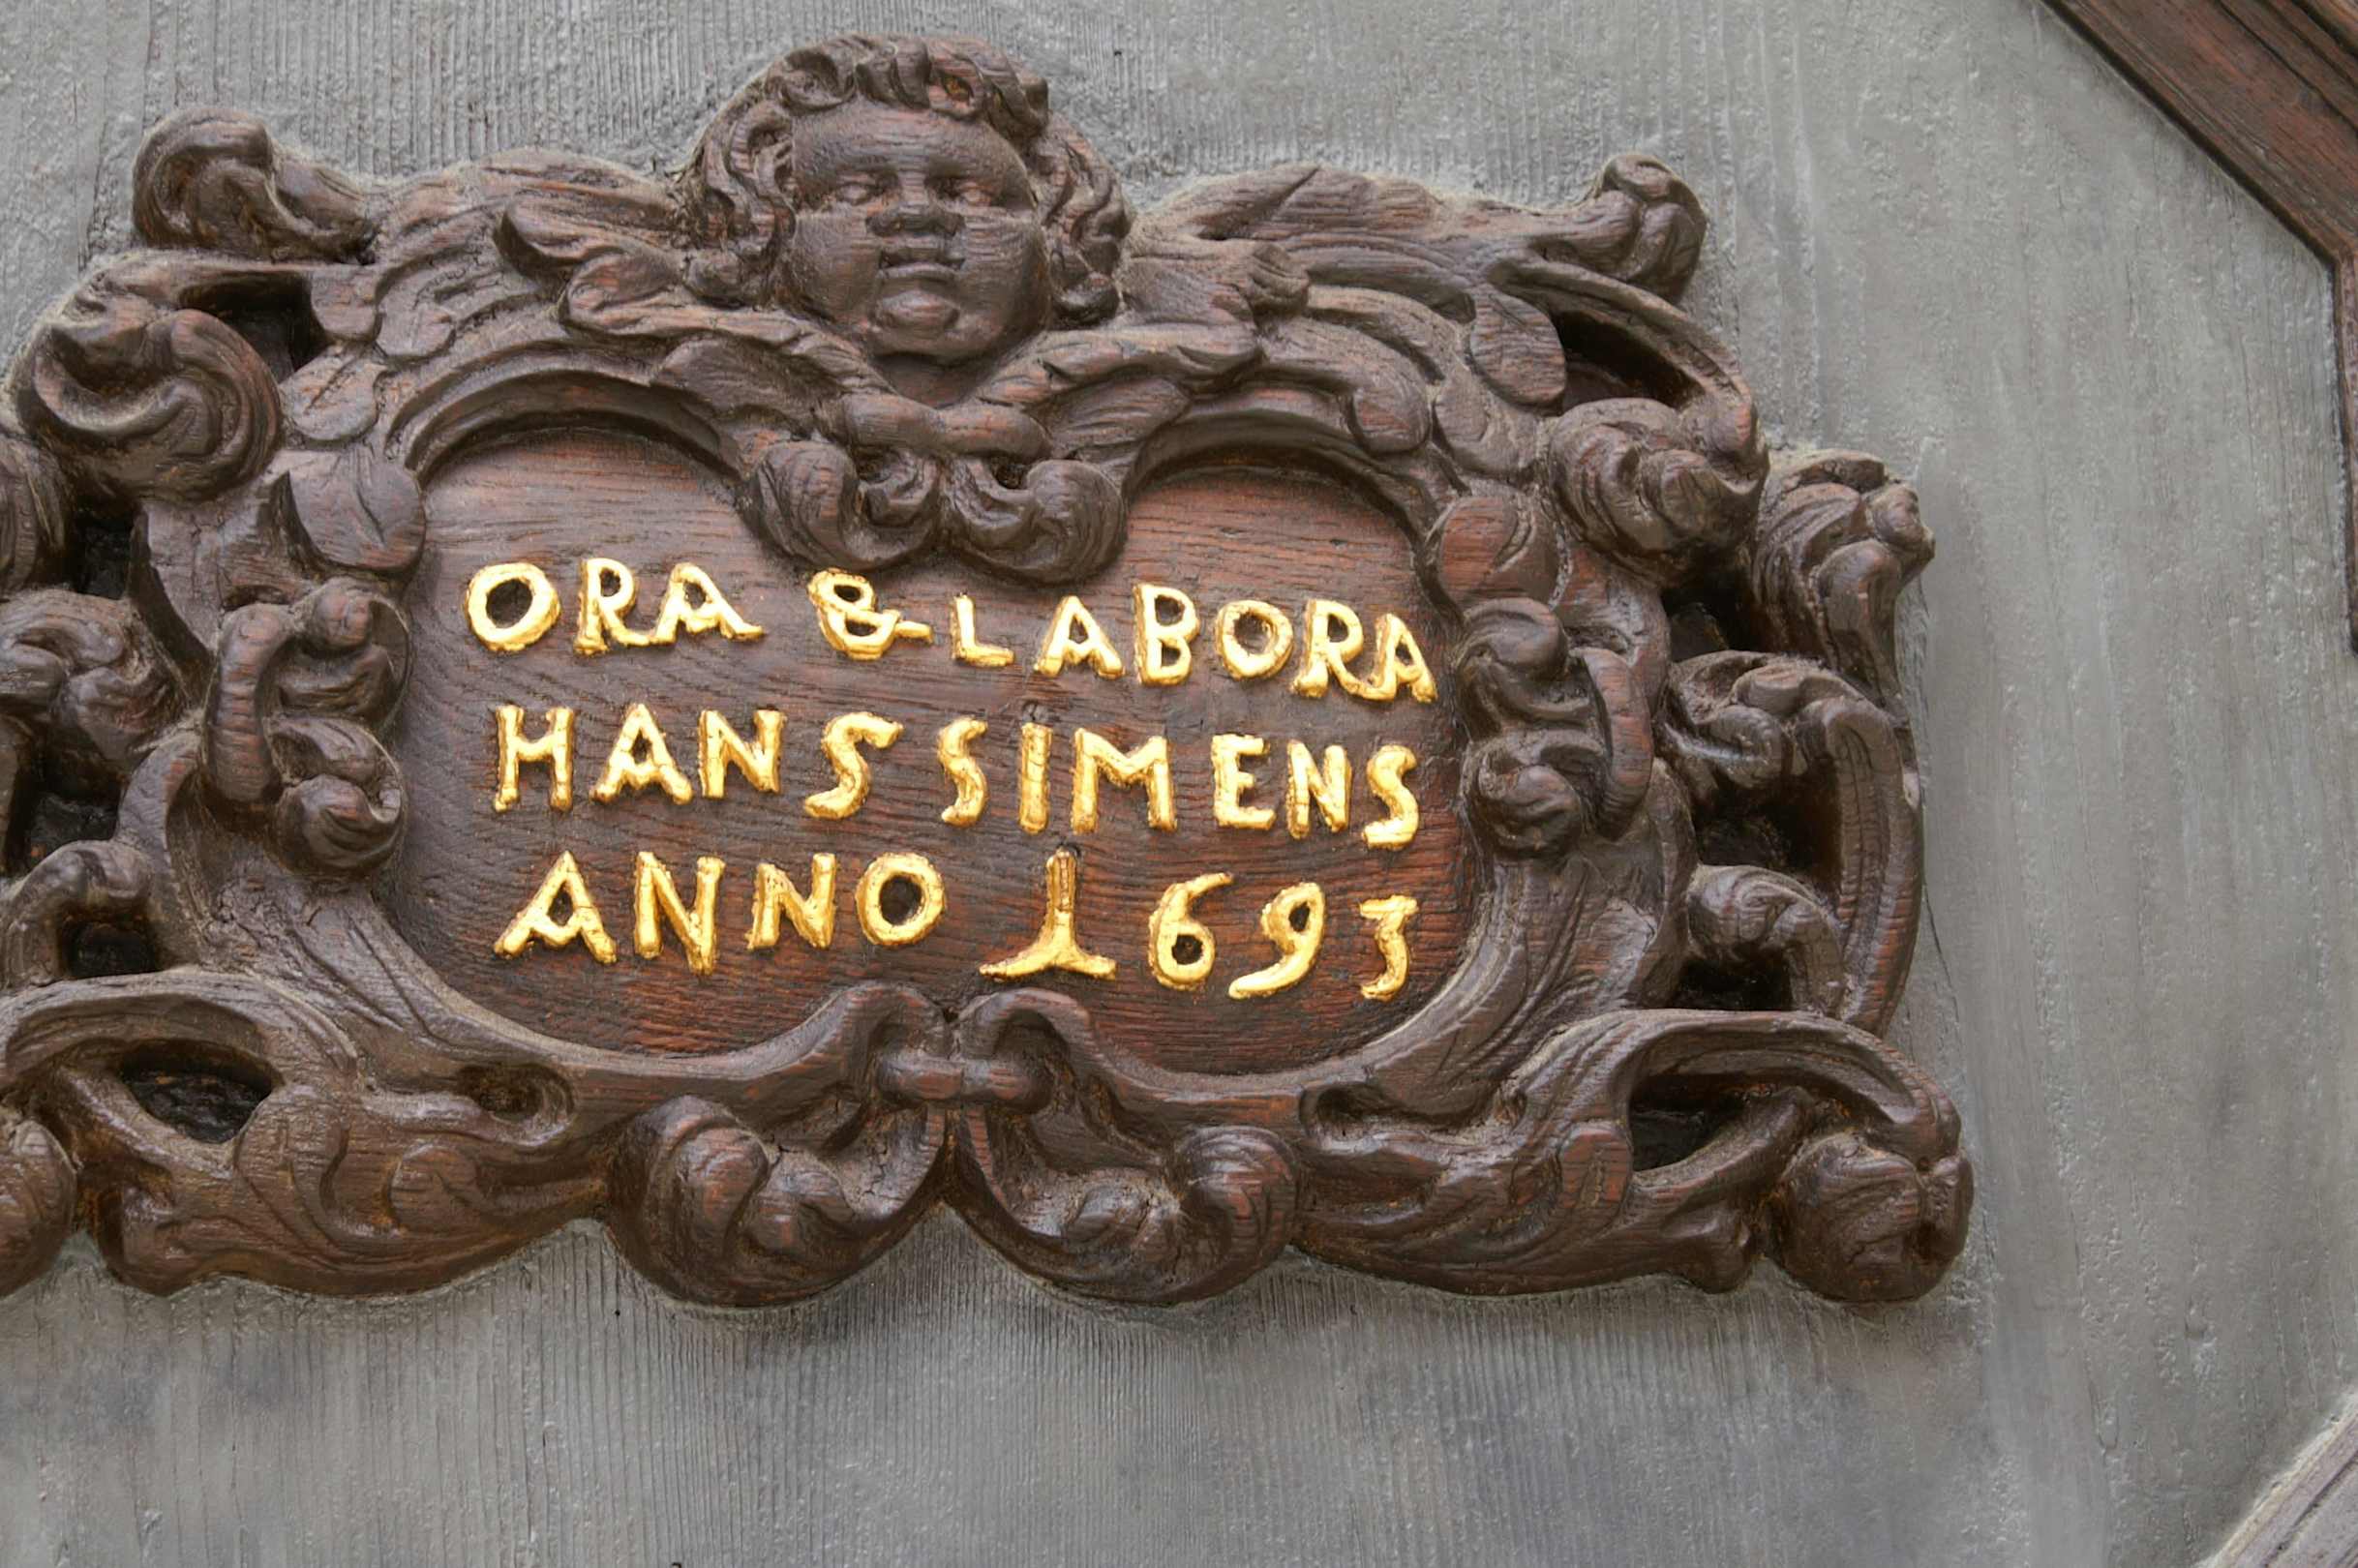 ORA & LABORA
HANS SIMENS
ANNO 1693